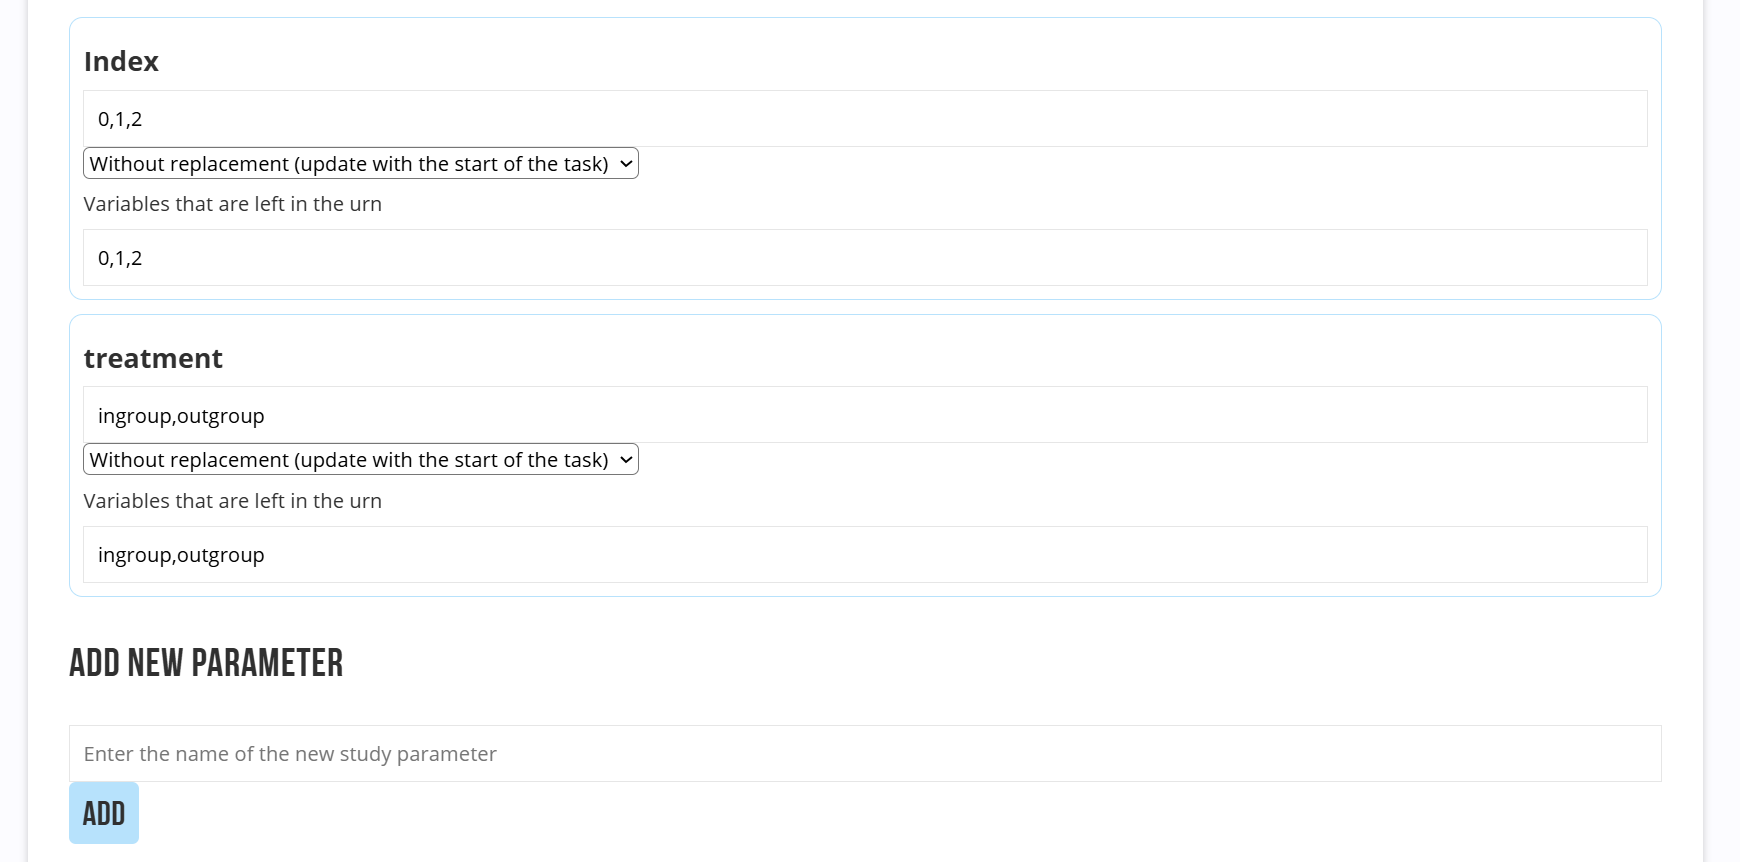 Index
0,1,2
Without replacement (update with the start of the task)
Variables that are left in the urn
0,1,2
treatment
ingroup,outgroup
Without replacement (update with the start of the task)
Variables that are left in the urn
ingroup,outgroup
ADD NEW PARAMETER
Enter the name of the new study parameter
ADD